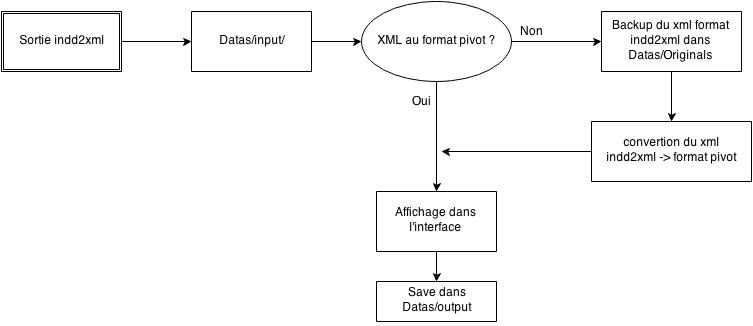 Sortie indd2xml
Datas/input/
XML au format pivot ?
Non
Backup du xml format
indd2xml dans
Datas/Originals
Oui
convertion du xml
indd2xml -> format pivot
Affichage dans
l'interface
Save dans
Datas/output